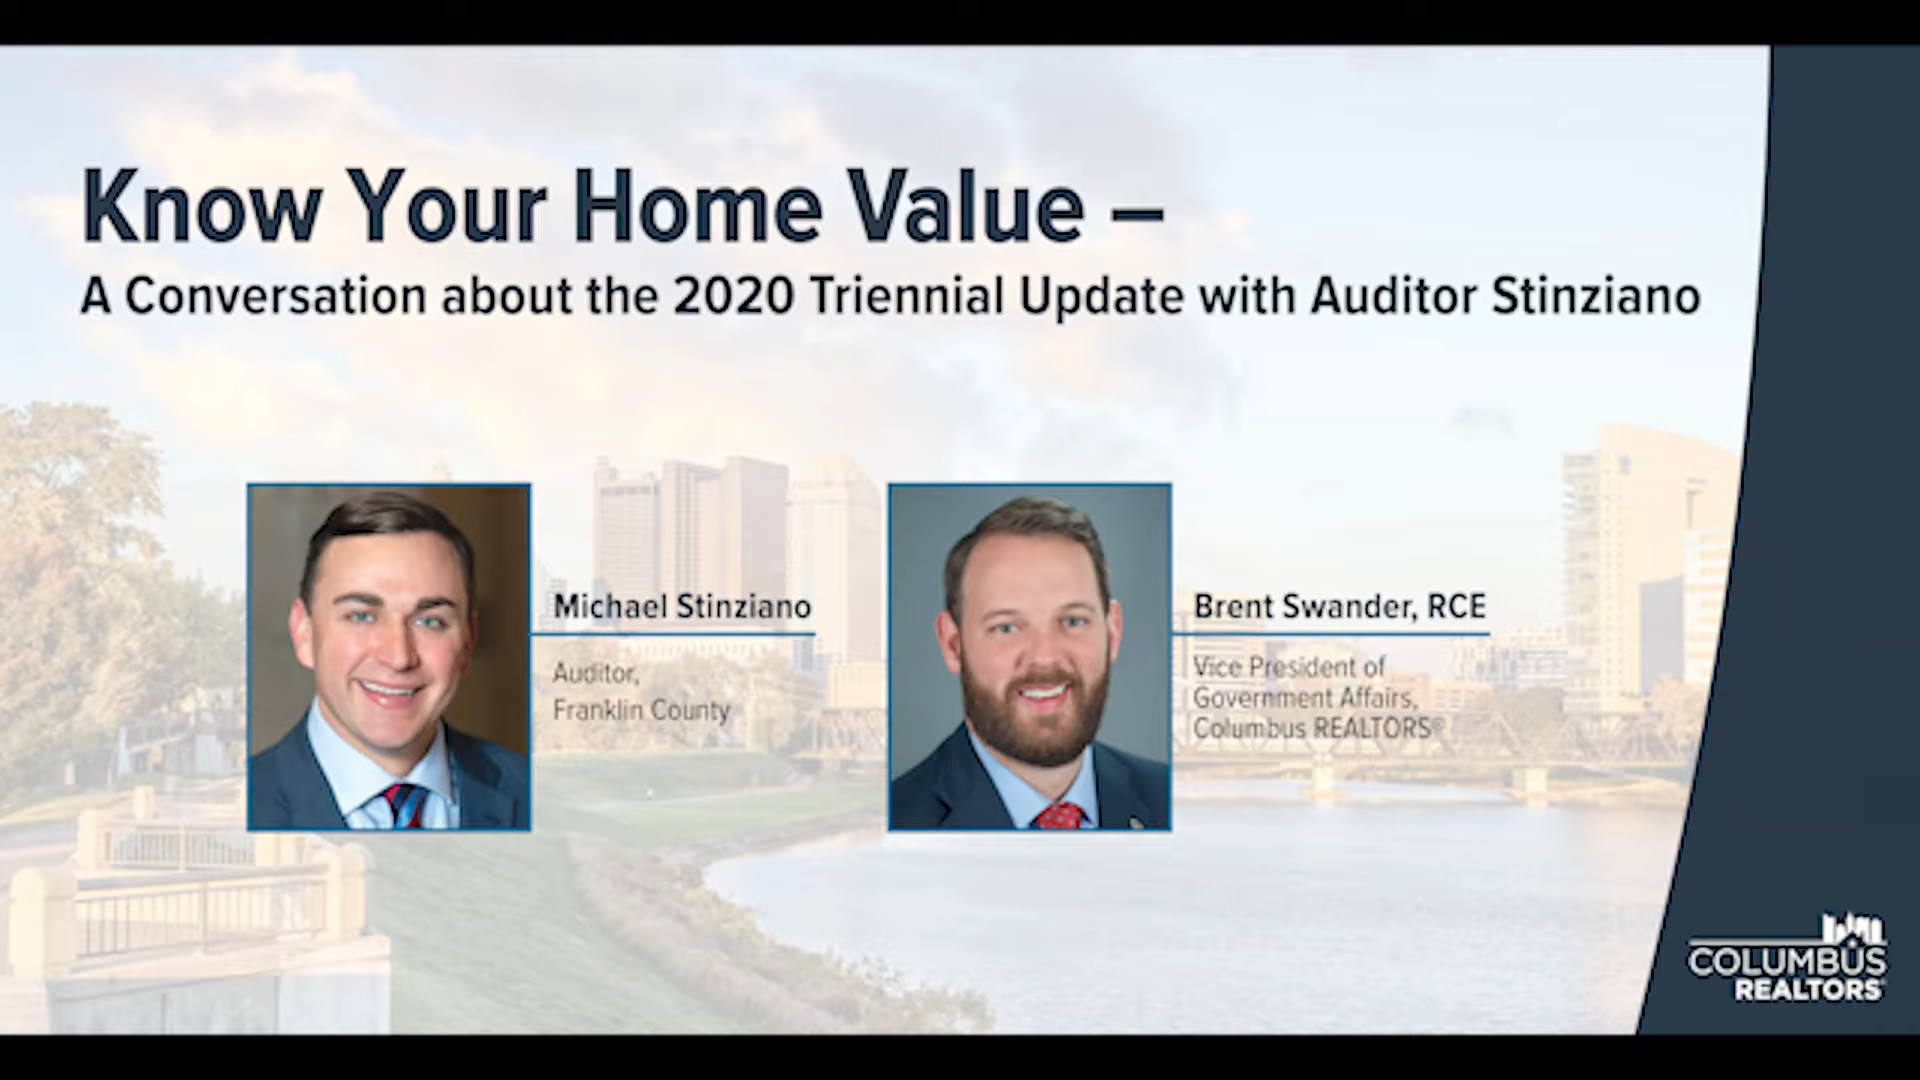 Know Your Home Value –
A Conversation about the 2020 Triennial Update with Auditor Stinziano
Michael Stinziano
Auditor,
Franklin County
Brent Swander, RCE
Vice President of
Government Affairs,
Columbus REALTORS®
COLUMBUS
REALTORS®